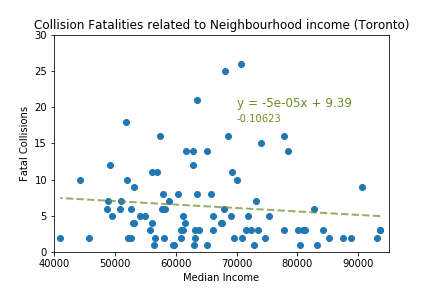 Collision Fatalities related to Neighbourhood income (Toronto)
30
25
20
15
10
5
0
Fatal Collisions
y = -5e-05x + 9.39
-0.10623
40000 50000 60000 70000 80000 90000
Median Income